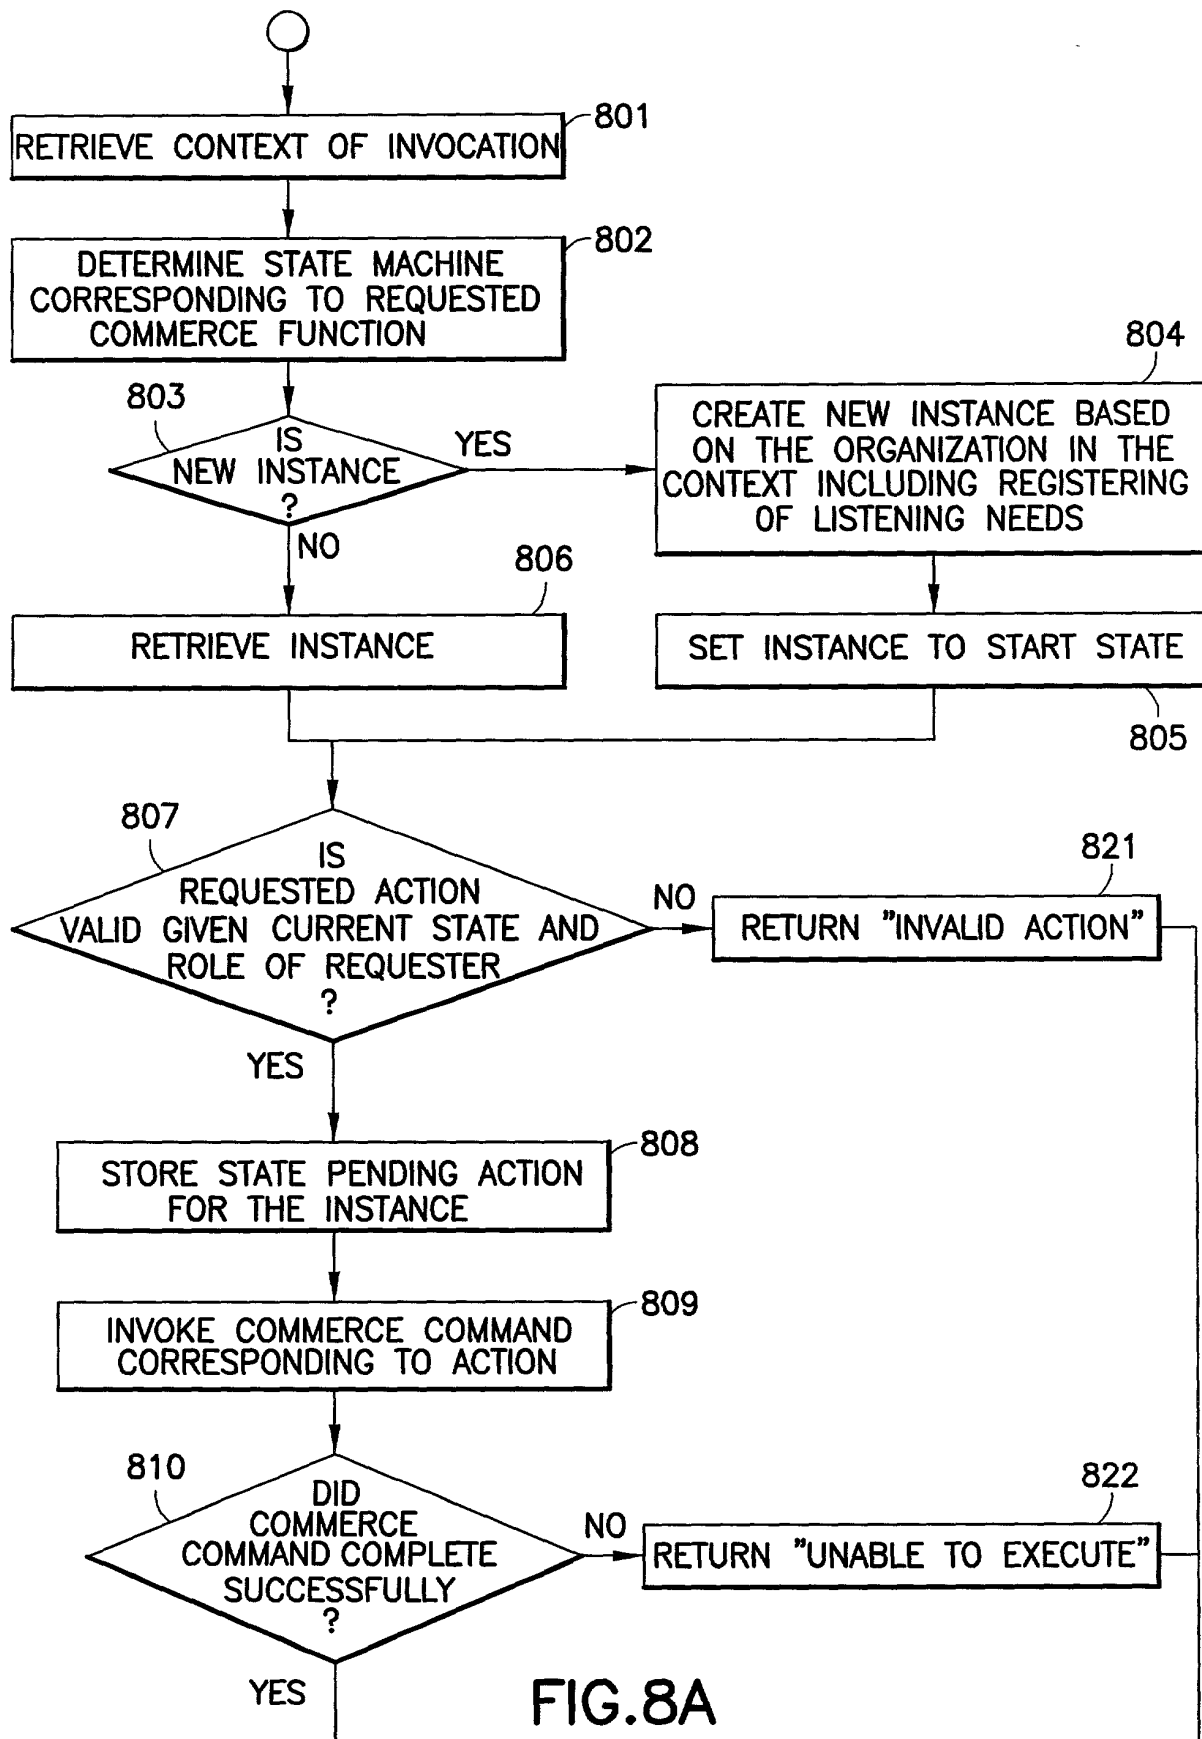 801
RETRIEVE CONTEXT OF INVOCATION
802
DETERMINE STATE MACHINE
CORRESPONDING TO REQUESTED
COMMERCE FUNCTION
803
IS
NEW INSTANCE
?
YES
NO
804
CREATE NEW INSTANCE BASED
ON THE ORGANIZATION IN THE
CONTEXT INCLUDING REGISTERING
OF LISTENING NEEDS
806
RETRIEVE INSTANCE
SET INSTANCE TO START STATE
805
807
IS
REQUESTED ACTION
VALID GIVEN CURRENT STATE AND
ROLE OF REQUESTER
?
NO
821
RETURN "INVALID ACTION"
YES
808
STORE STATE PENDING ACTION
FOR THE INSTANCE
809
INVOKE COMMERCE COMMAND
CORRESPONDING TO ACTION
810
DID
COMMERCE
COMMAND COMPLETE
SUCCESSFULLY
?
NO
822
RETURN "UNABLE TO EXECUTE"
YES
FIG.8A